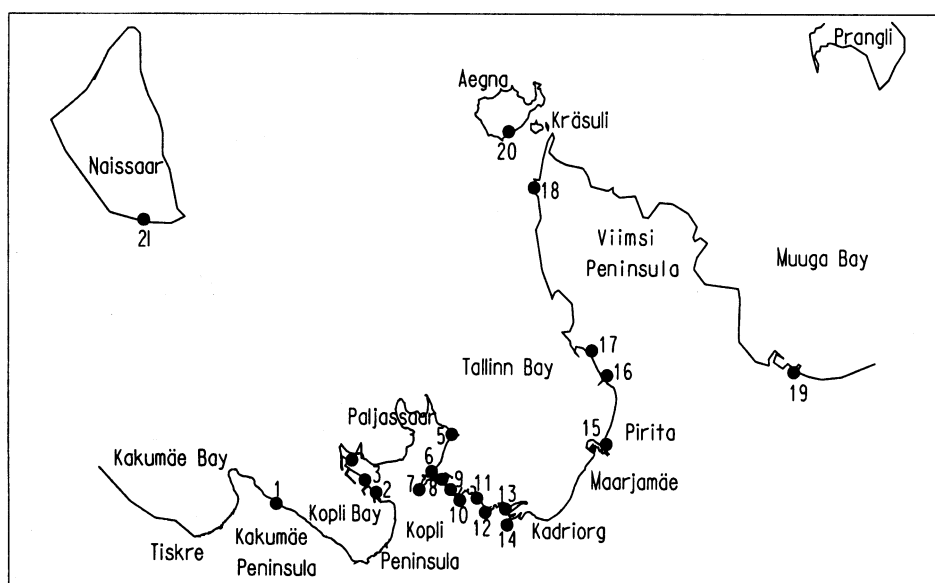 Prangli
Aegna
Kräsuli
20
Naissaar
18
21
Viimsi
Peninsula
Muuga Bay
17
Tallinn Bay
16
19
Paljassaar
5
15
Pirita
Kakumäe Bay
4
6
Maarjamäe
3
2
7
8
9
11
13
1
Kopli Bay
10
12
Kopli
Peninsula
14
Kadriorg
Tiskre
Kakumäe
Peninsula